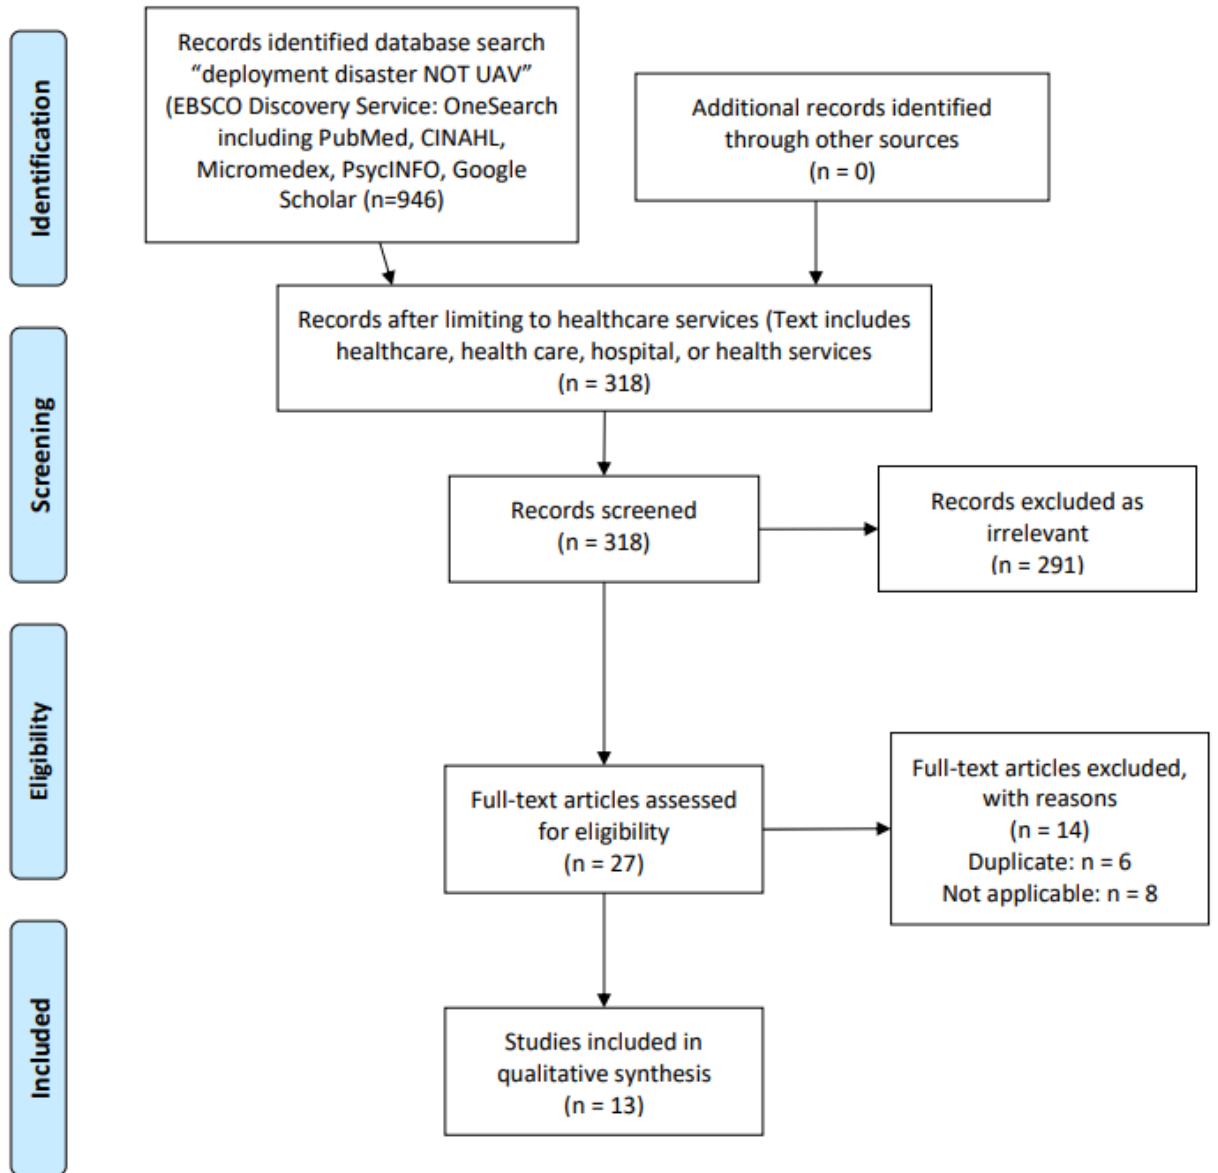 Identification
Records identified database search
“deployment disaster NOT UAV”
(EBSCO Discovery Service: OneSearch
including PubMed, CINAHL,
Micromedex, PsycINFO, Google
Scholar (n=946)
Additional records identified
through other sources
(n = 0)
Records after limiting to healthcare services (Text includes
healthcare, health care, hospital, or health services
(n = 318)
Screening
Records screened
(n = 318)
Records excluded as
irrelevant
(n = 291)
Eligibility
Full-text articles assessed
for eligibility
(n = 27)
Full-text articles excluded,
with reasons
(n = 14)
Duplicate: n = 6
Not applicable: n = 8
Included
Studies included in
qualitative synthesis
(n = 13)